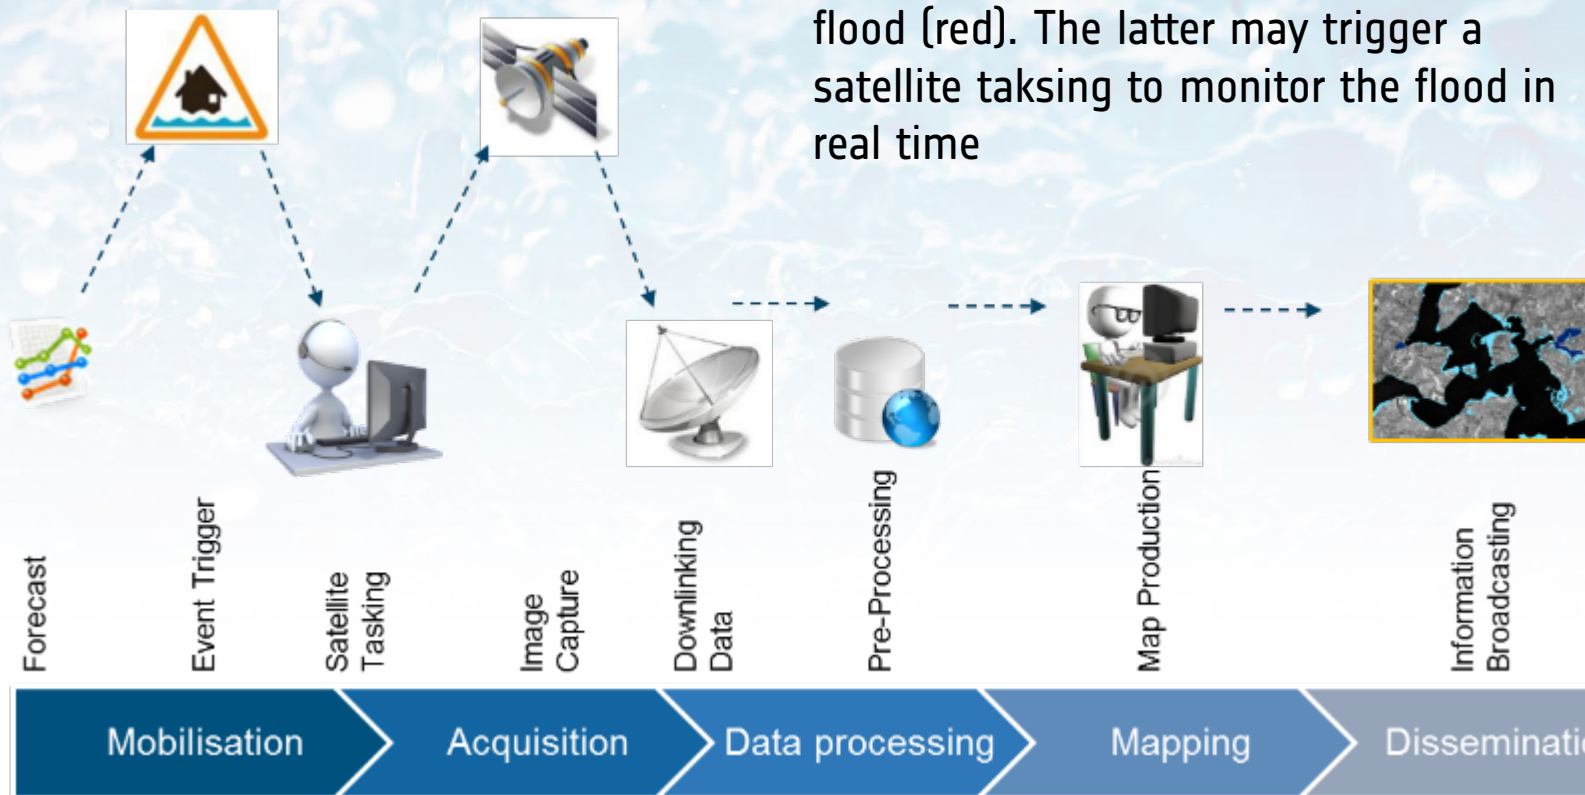 flood (red). The latter may trigger a
satellite taksing to monitor the flood in
real time
Forecast
Event Trigger
Satellite
Tasking
Image
Capture
Downlinking
Data
Pre-Processing
Map Production
Information
Broadcasting
Mobilisation
Acquisition
Data processing
Mapping
Disseminatio